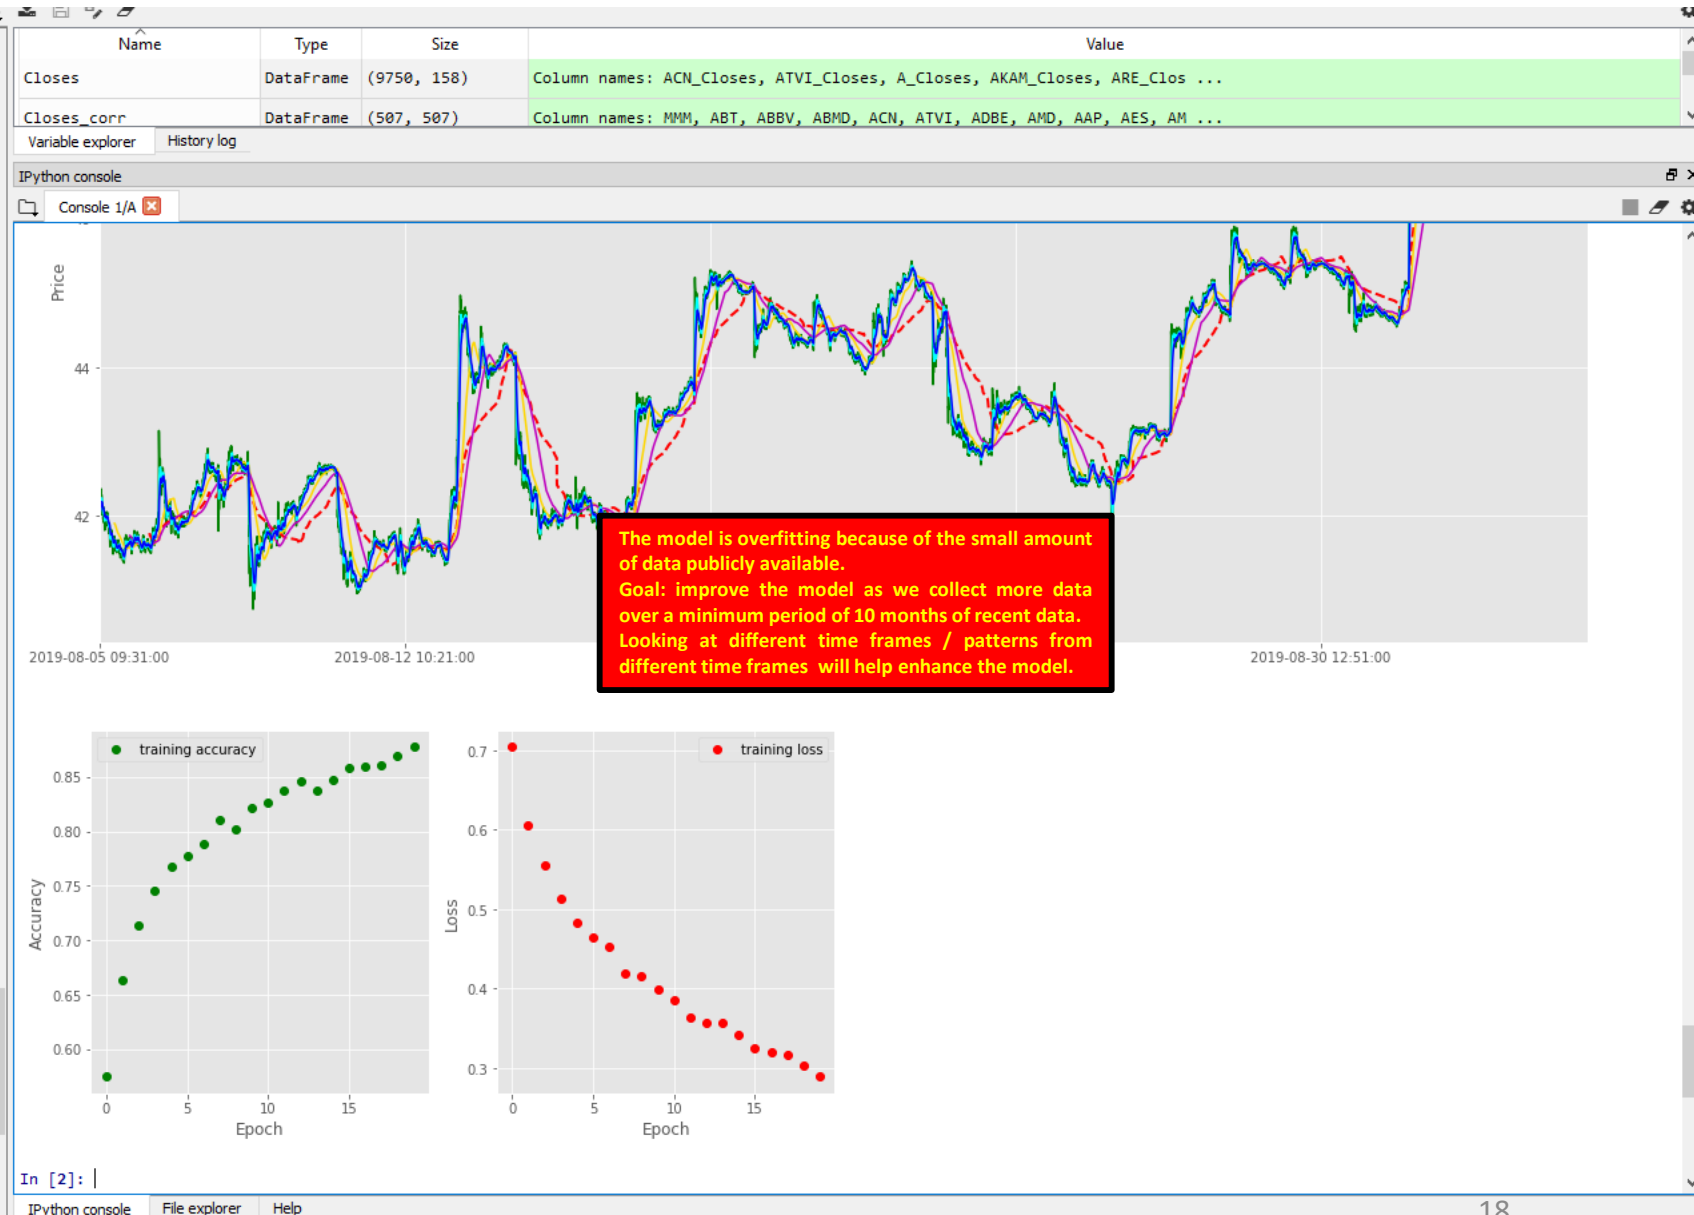 Name Type Size Value
Closes DataFrame (9750, 158) Column names: ACN_Closes, ATVI_Closes, A_Closes, AKAM_Closes, ARE_Clos ...
Closes_corr DataFrame (507, 507) Column names: MMM, ABT, ABBV, ABMD, ACN, ATVI, ADBE, AMD, AAP, AES, AM ...
Variable explorer History log
IPython console
Console 1/A
Price
44
42
2019-08-05 09:31:00 2019-08-12 10:21:00 2019-08-30 12:51:00
The model is overfitting because of the small amount
of data publicly available.
Goal: improve the model as we collect more data
over a minimum period of 10 months of recent data.
Looking at different time frames / patterns from
different time frames will help enhance the model.
training accuracy
0.85
0.80
0.75
0.70
0.65
0.60
Accuracy
0 5 10 15
Epoch
training loss
0.7
0.6
0.5
0.4
0.3
Loss
0 5 10 15
Epoch
In [2]:
IPython console File explorer Help
18